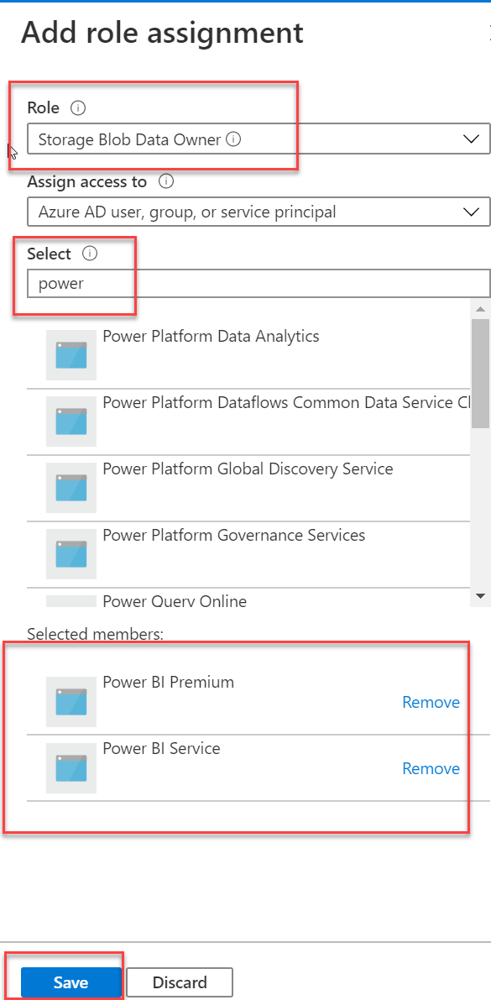 Add role assignment
Role
Storage Blob Data Owner
Assign access to
Azure AD user, group, or service principal
Select
power
Power Platform Data Analytics
Power Platform Dataflows Common Data Service
Power Platform Global Discovery Service
Power Platform Governance Services
Power Query Online
Selected members:
Power BI Premium
Remove
Power BI Service
Remove
Save
Discard